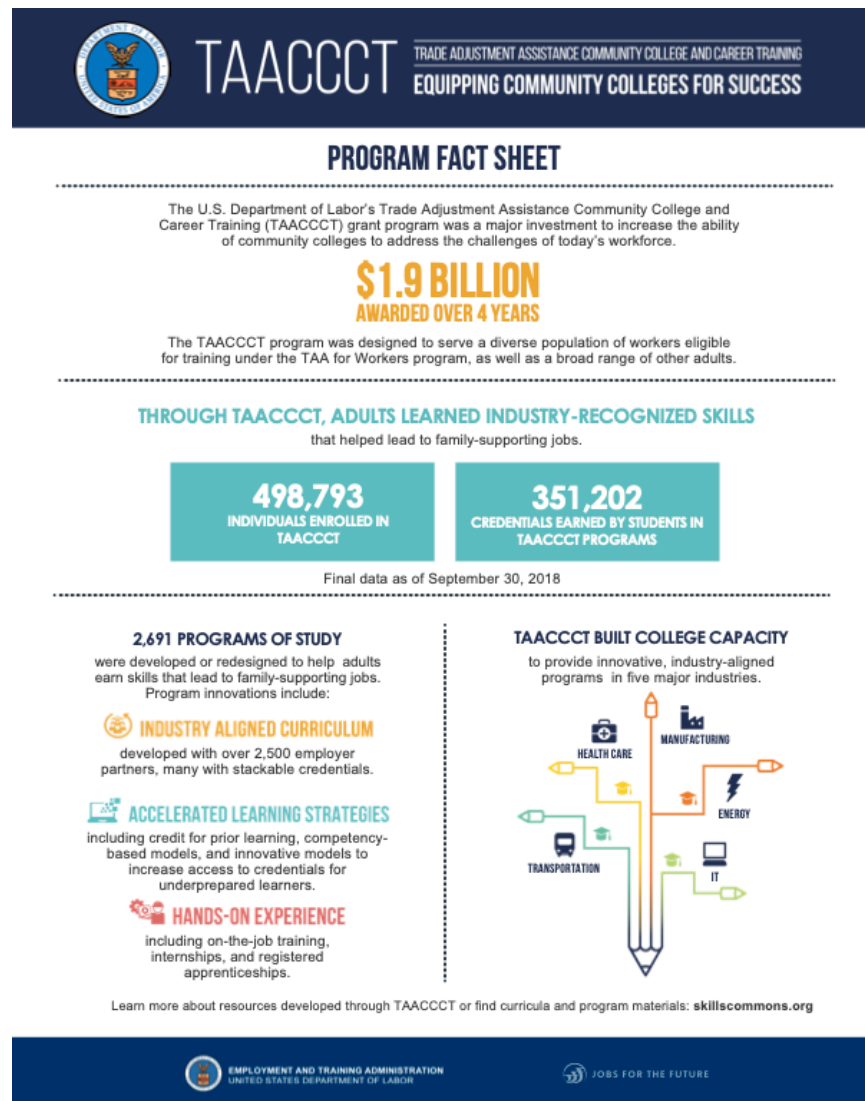 DEPARTMENT OF LABOR
UNITED STATES OF AMERICA
TAACCCT
TRADE ADJUSTMENT ASSISTANCE COMMUNITY COLLEGE AND CAREER TRAINING
EQUIPPING COMMUNITY COLLEGES FOR SUCCESS
PROGRAM FACT SHEET
The U.S. Department of Labor's Trade Adjustment Assistance Community College and
Career Training (TAACCCT) grant program was a major investment to increase the ability
of community colleges to address the challenges of today's workforce.
$1.9 BILLION
AWARDED OVER 4 YEARS
The TAACCCT program was designed to serve a diverse population of workers eligible
for training under the TAA for Workers program, as well as a broad range of other adults.
THROUGH TAACCCT, ADULTS LEARNED INDUSTRY-RECOGNIZED SKILLS
that helped lead to family-supporting jobs.
498,793
INDIVIDUALS ENROLLED IN
TAACCCT
351,202
CREDENTIALS EARNED BY STUDENTS IN
TAACCCT PROGRAMS
Final data as of September 30, 2018
2,691 PROGRAMS OF STUDY
were developed or redesigned to help adults
earn skills that lead to family-supporting jobs.
Program innovations include:
INDUSTRY ALIGNED CURRICULUM
developed with over 2,500 employer
partners, many with stackable credentials.
ACCELERATED LEARNING STRATEGIES
including credit for prior learning, competency-
based models, and innovative models to
increase access to credentials for
underprepared learners.
HANDS-ON EXPERIENCE
including on-the-job training,
internships, and registered
apprenticeships.
TAACCCT BUILT COLLEGE CAPACITY
to provide innovative, industry-aligned
programs in five major industries.
MANUFACTURING
HEALTH CARE
ENERGY
TRANSPORTATION
IT
Learn more about resources developed through TAACCCT or find curricula and program materials: skillscommons.org
EMPLOYMENT AND TRAINING ADMINISTRATION
UNITED STATES DEPARTMENT OF LABOR
JOBS FOR THE FUTURE